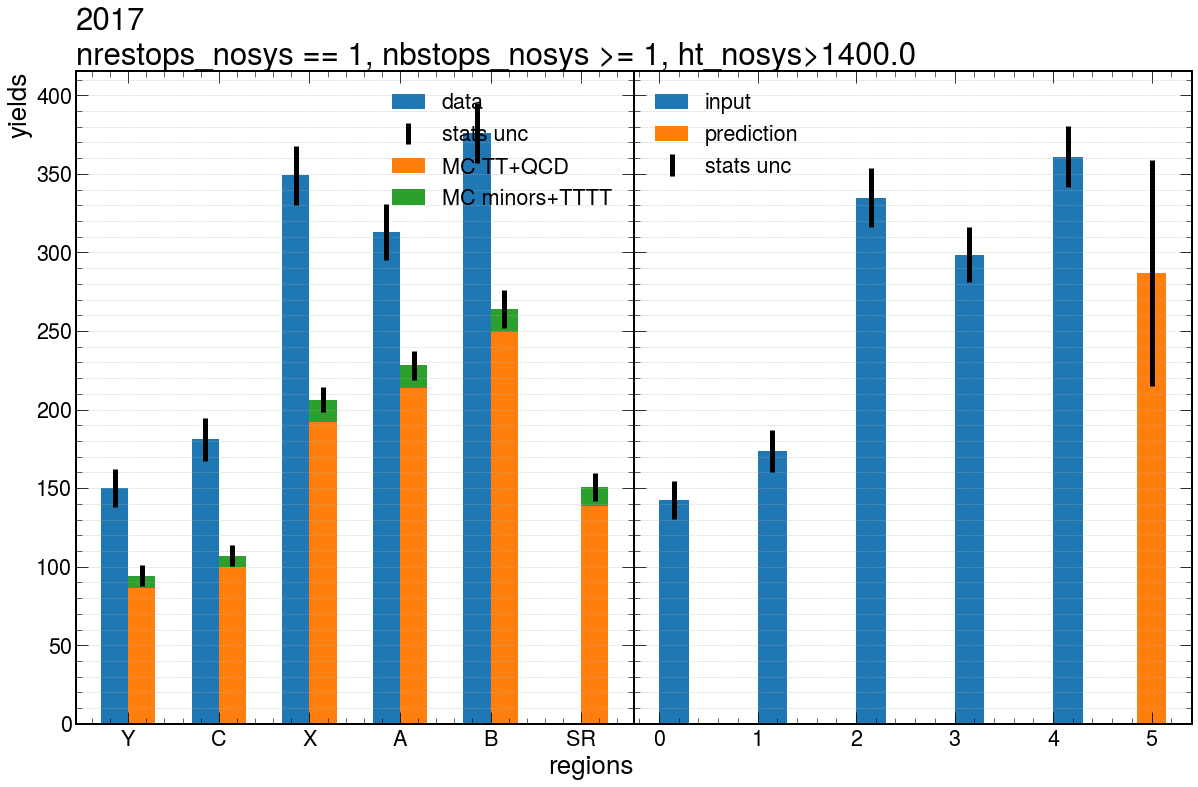 2017
nrestops_nosys == 1, nbstops_nosys >= 1, ht_nosys>1400.0
yields
400
350
300
250
200
150
100
50
0
data
stats unc
MC TT+QCD
MC minors+TTTT
input
prediction
stats unc
Y C X A B SR
0 1 2 3 4 5
regions